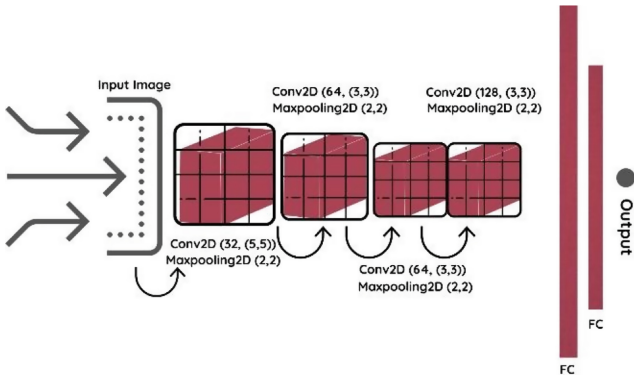 Input Image
Conv2D (32, (5,5))
Maxpooling2D (2,2)
Conv2D (64, (3,3))
Maxpooling2D (2,2)
Conv2D (64, (3,3))
Maxpooling2D (2,2)
Conv2D (128, (3,3))
Maxpooling2D (2,2)
FC
FC
Output